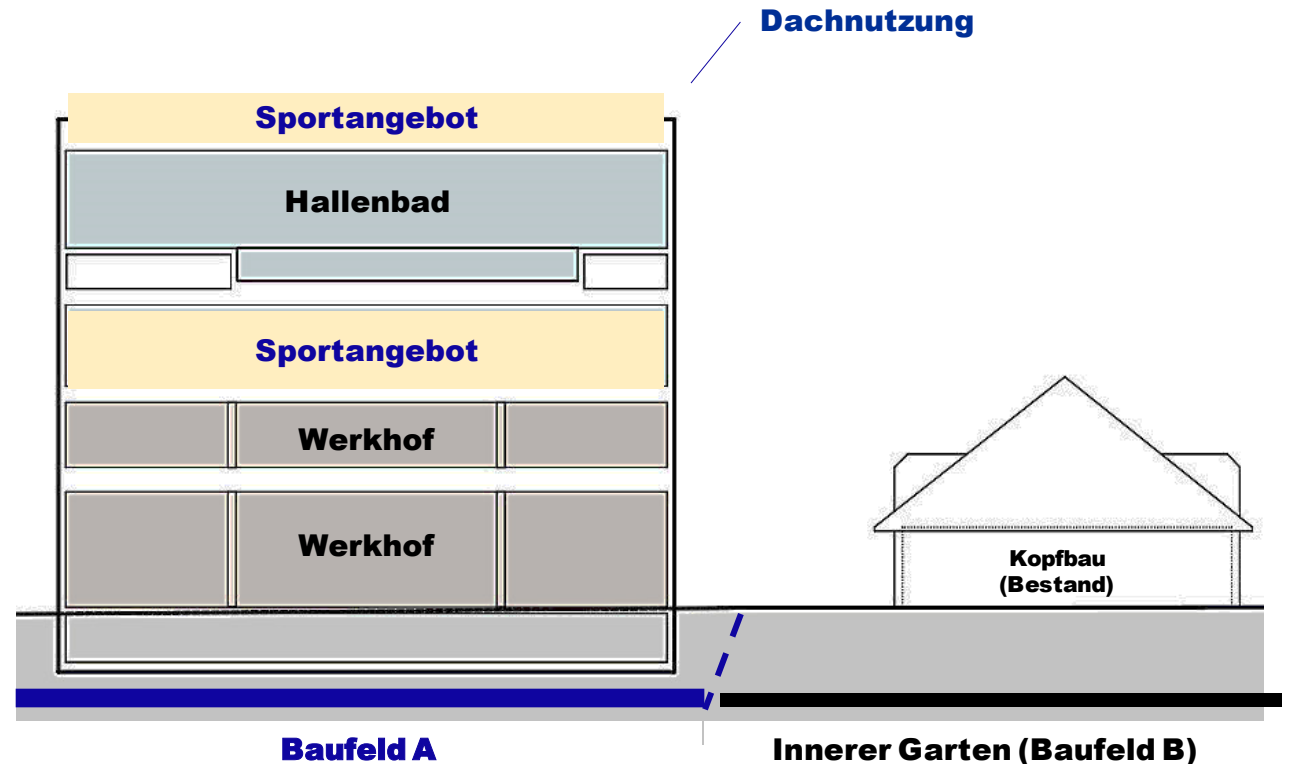 Dachnutzung
Sportangebot
Hallenbad
Sportangebot
Werkhof
Werkhof
Kopfbau
(Bestand)
Baufeld A
Innerer Garten (Baufeld B)